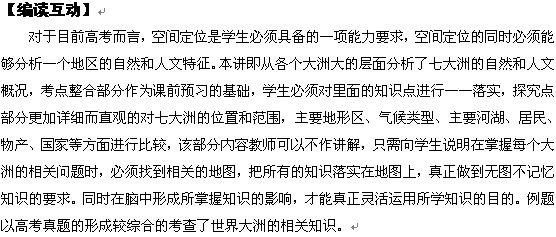 【编读互动】
对于目前高考而言，空间定位是学生必须具备的一项能力要求，空间定位的同时必须能
够分析一个地区的自然和人文特征。本讲即从各个大洲大的层面分析了七大洲的自然和人文
概况，考点整合部分作为课前预习的基础，学生必须对里面的知识点进行一一落实，探究点
部分更加详细而直观的对七大洲的位置和范围，主要地形区、气候类型、主要河湖、居民、
物产、国家等方面进行比较，该部分内容教师可以不作讲解，只需向学生说明在掌握每个大
洲的相关问题时，必须找到相关的地图，把所有的知识落实在地图上，真正做到无图不记忆
知识的要求。同时在脑中形成所掌握知识的影响，才能真正灵活运用所学知识的目的。例题
以高考真题的形成较综合的考查了世界大洲的相关知识。